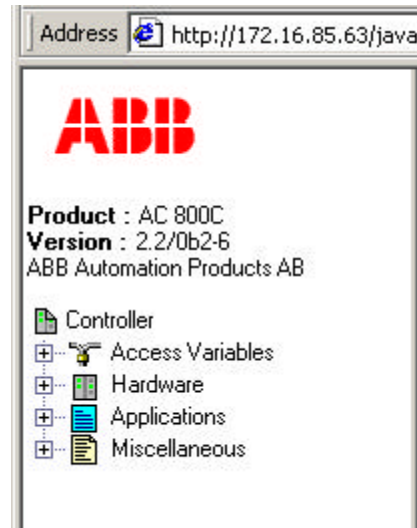 Address http://172.16.85.63/java
ABB
Product : AC 800C
Version : 2.2/0b2-6
ABB Automation Products AB
Controller
Access Variables
Hardware
Applications
Miscellaneous